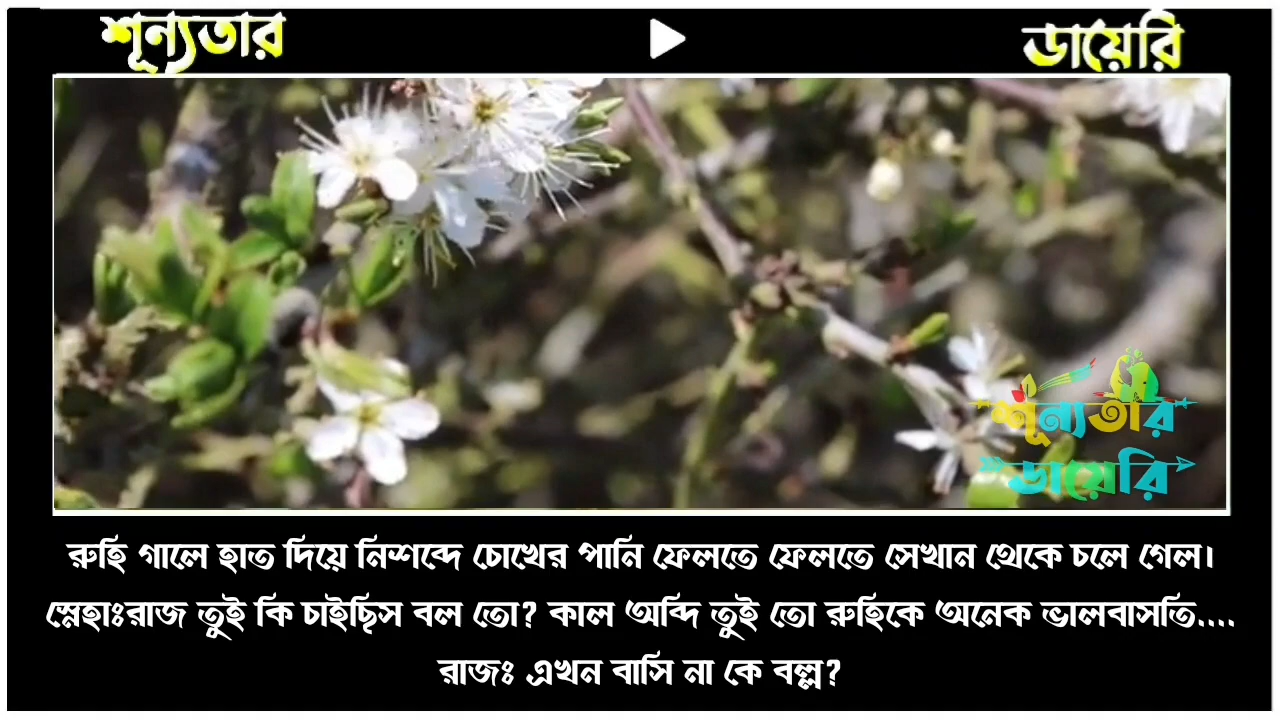 শূন্যতার ডায়েরি
শূন্যতার
ডায়েরি
রুহি গালে হাত দিয়ে নিশব্দে চোখের পানি ফেলতে ফেলতে সেখান থেকে চলে গেল।
স্নেহাঃরাজ তুই কি চাইছিস বল তো? কাল অব্দি তুই তো রুহিকে অনেক ভালবাসতি....
রাজঃ এখন বাসি না কে বল্ল?